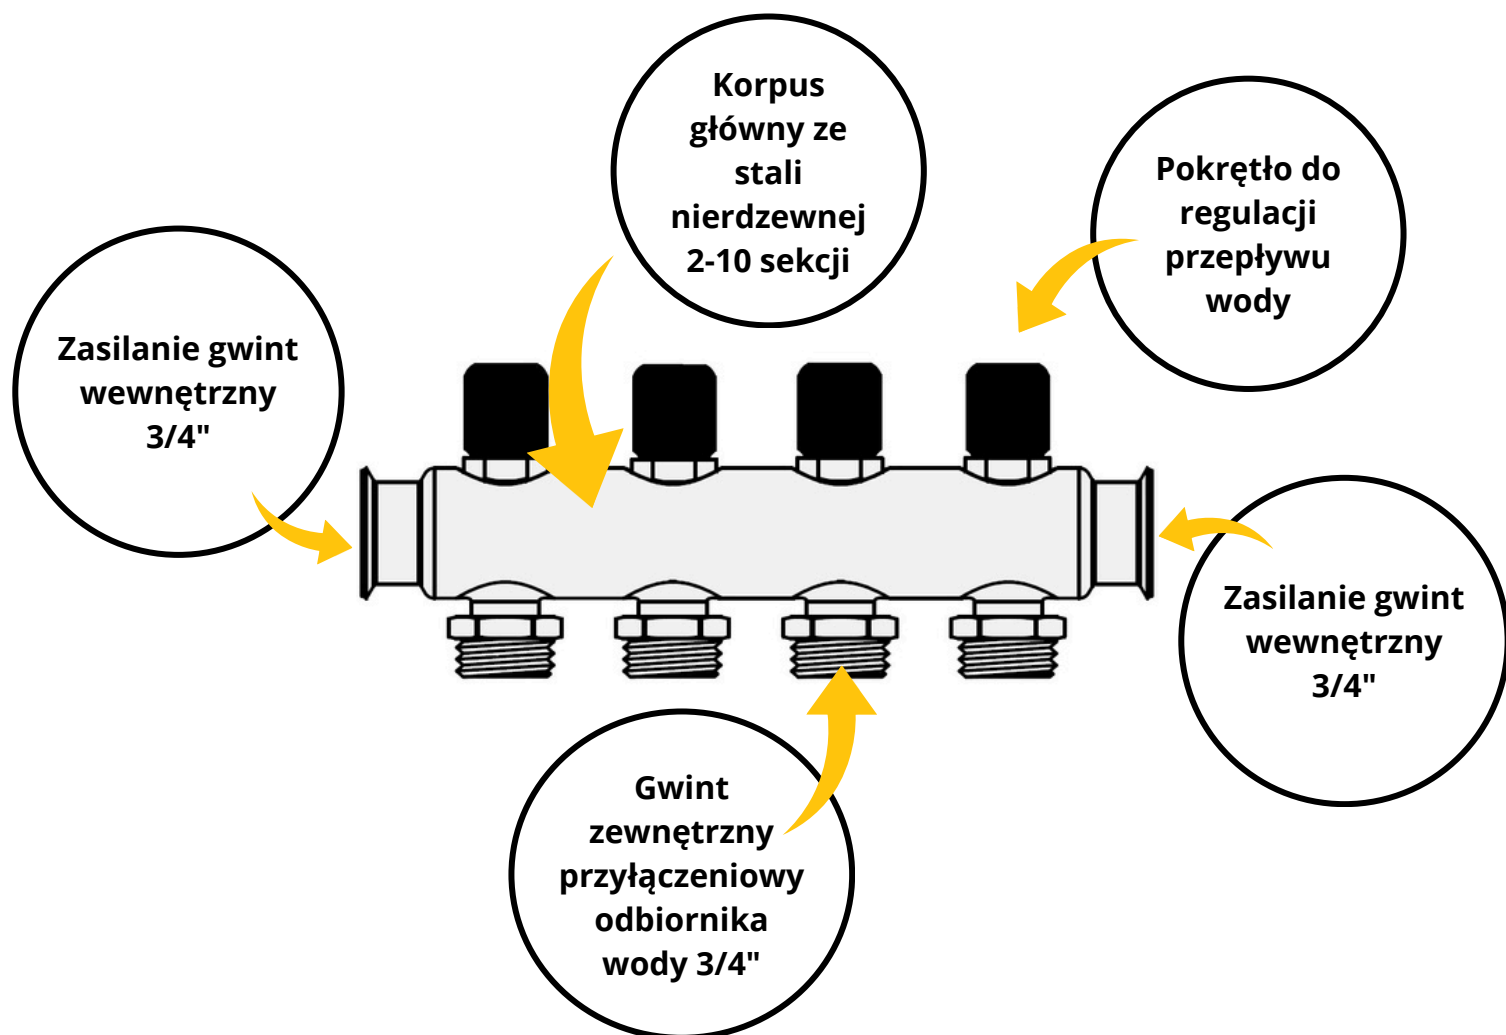 Korpus
główny ze
stali
nierdzewnej
2-10 sekcji
Pokrętło do
regulacji
przepływu
wody
Zasilanie gwint
wewnętrzny
3/4"
Zasilanie gwint
wewnętrzny
3/4"
Gwint
zewnętrzny
przyłączeniowy
odbiornika
wody 3/4"